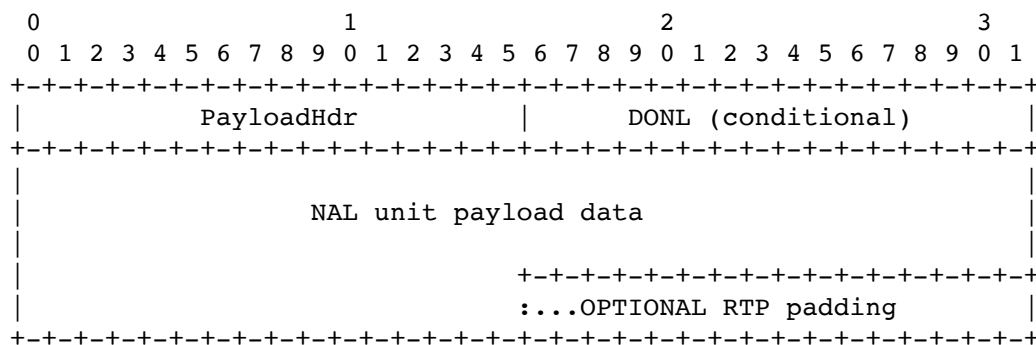 0                   1                   2                   3
 0 1 2 3 4 5 6 7 8 9 0 1 2 3 4 5 6 7 8 9 0 1 2 3 4 5 6 7 8 9 0 1
+-+-+-+-+-+-+-+-+-+-+-+-+-+-+-+-+-+-+-+-+-+-+-+-+-+-+-+-+-+-+-+-+
|           PayloadHdr          |      DONL (conditional)       |
+-+-+-+-+-+-+-+-+-+-+-+-+-+-+-+-+-+-+-+-+-+-+-+-+-+-+-+-+-+-+-+-+
|                                                               |
|                  NAL unit payload data                        |
|                                                               |
|                               +-+-+-+-+-+-+-+-+-+-+-+-+-+-+-+-+
|                               :...OPTIONAL RTP padding        |
+-+-+-+-+-+-+-+-+-+-+-+-+-+-+-+-+-+-+-+-+-+-+-+-+-+-+-+-+-+-+-+-+